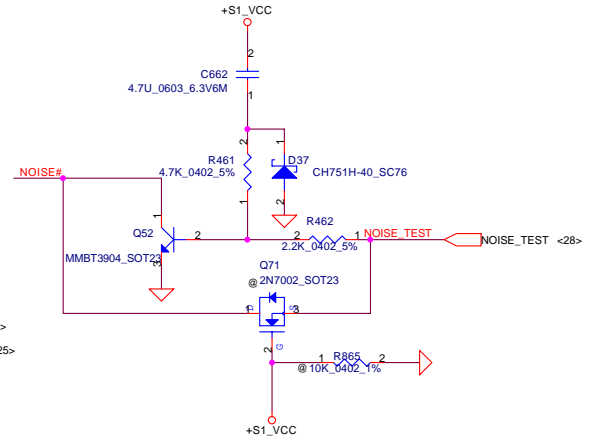 +S1_VCC
2
C662
4.7U_0603_6.3V6M
1
2
R461
4.7K_0402_5%
1
1
D37
CH751H-40_SC76
2
NOISE#
1
Q52
2
MMBT3904_SOT23
3
R462
2
1
2.2K_0402_5%
NOISE_TEST
NOISE_TEST <28>
Q71
@ 2N7002_SOT23
1
D
S
3
G
2
>
25>
1
R865
2
@ 10K_0402_1%
+S1_VCC